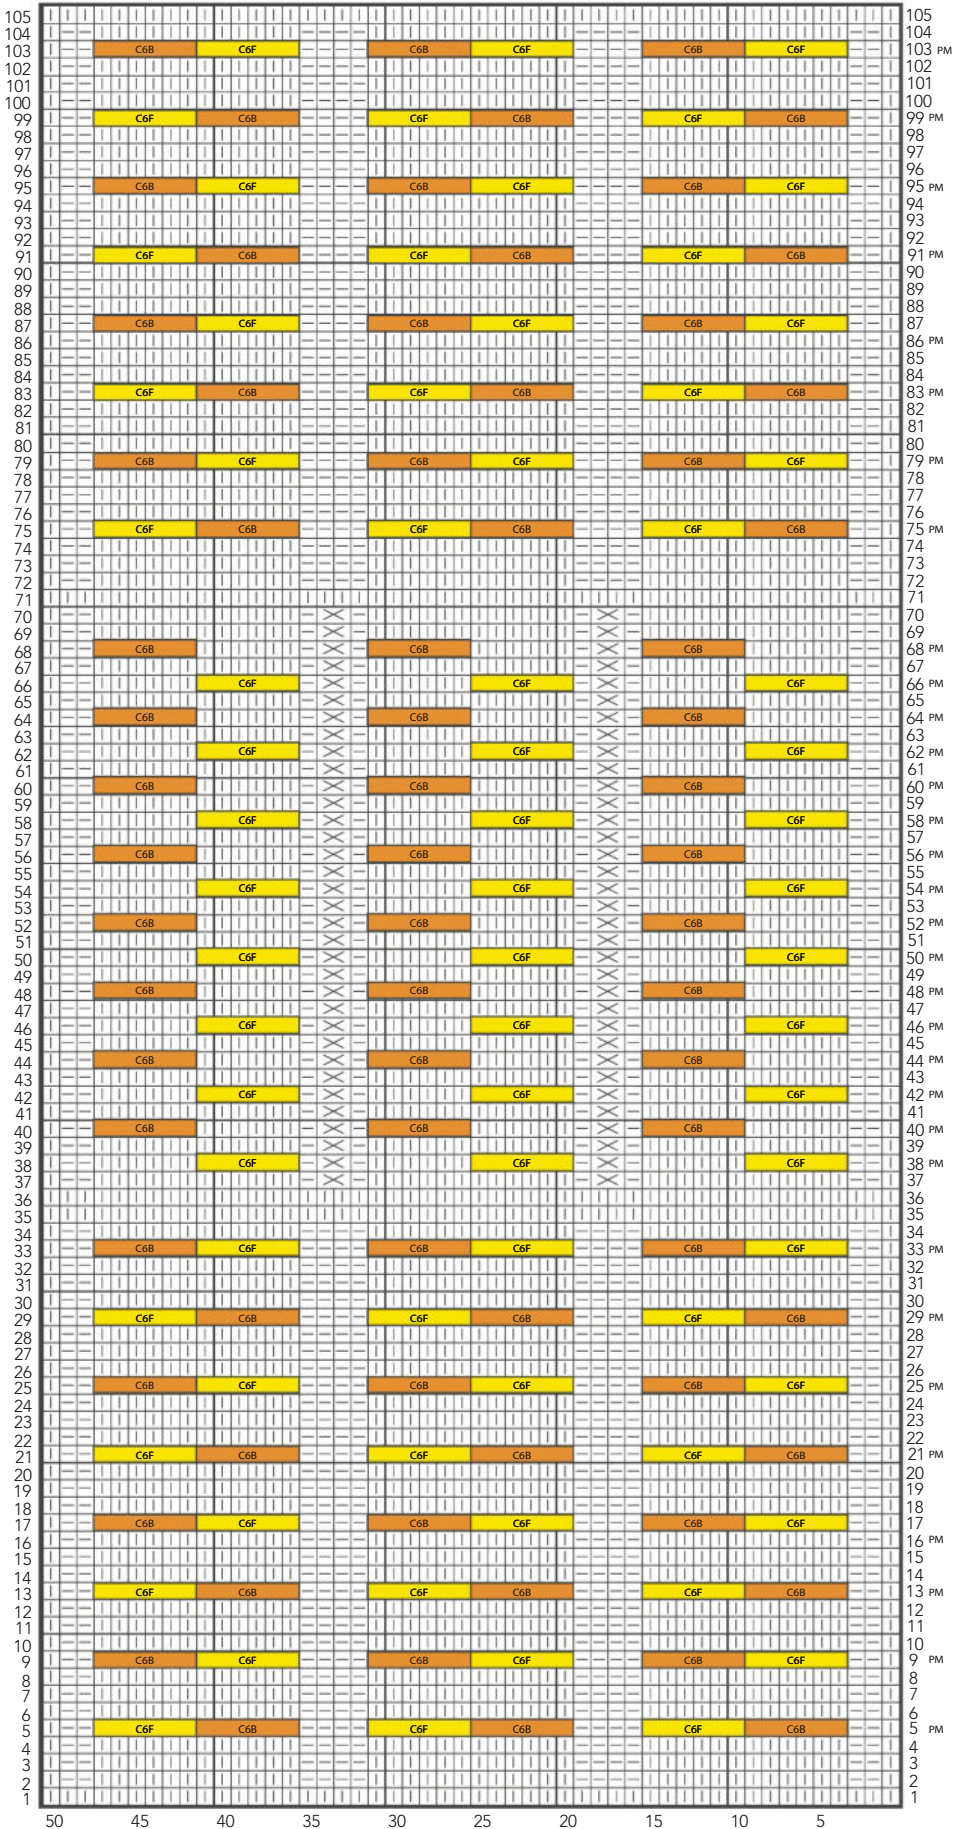 105 105
104 104
103 C6B C6F C6B C6F C6B C6F 103 PM
102 102
101 101
100 100
99 C6F C6B C6F C6B C6F C6B 99 PM
98 98
97 97
96 96
95 C6B C6F C6B C6F C6B C6F 95 PM
94 94
93 93
92 92
91 C6F C6B C6F C6B C6F C6B 91 PM
90 90
89 89
88 88
87 C6B C6F C6B C6F C6B C6F 87
86 86 PM
85 85
84 84
83 C6F C6B C6F C6B C6F C6B 83 PM
82 82
81 81
80 80
79 C6B C6F C6B C6F C6B C6F 79 PM
78 78
77 77
76 76
75 C6F C6B C6F C6B C6F C6B 75 PM
74 74
73 73
72 72
71 71
70 70
69 69
68 C6B C6B C6B 68 PM
67 67
66 C6F C6F C6F 66 PM
65 65
64 C6B C6B C6B 64 PM
63 63
62 C6F C6F C6F 62 PM
61 61
60 C6B C6B C6B 60 PM
59 59
58 C6F C6F C6F 58 PM
57 57
56 C6B C6B C6B 56 PM
55 55
54 C6F C6F C6F 54 PM
53 53
52 C6B C6B C6B 52 PM
51 51
50 C6F C6F C6F 50 PM
49 49
48 C6B C6B C6B 48 PM
47 47
46 C6F C6F C6F 46 PM
45 45
44 C6B C6B C6B 44 PM
43 43
42 C6F C6F C6F 42 PM
41 41
40 C6B C6B C6B 40 PM
39 39
38 C6F C6F C6F 38 PM
37 37
36 36
35 35
34 34
33 C6B C6F C6B C6F C6B C6F 33 PM
32 32
31 31
30 30
29 C6F C6B C6F C6B C6F C6B 29 PM
28 28
27 27
26 26
25 C6B C6F C6B C6F C6B C6F 25 PM
24 24
23 23
22 22
21 C6F C6B C6F C6B C6F C6B 21 PM
20 20
19 19
18 18
17 C6B C6F C6B C6F C6B C6F 17
16 16 PM
15 15
14 14
13 C6F C6B C6F C6B C6F C6B 13 PM
12 12
11 11
10 10
9 C6B C6F C6B C6F C6B C6F 9 PM
8 8
7 7
6 6
5 C6F C6B C6F C6B C6F C6B 5 PM
4 4
3 3
2 2
1 1
50 45 40 35 30 25 20 15 10 5